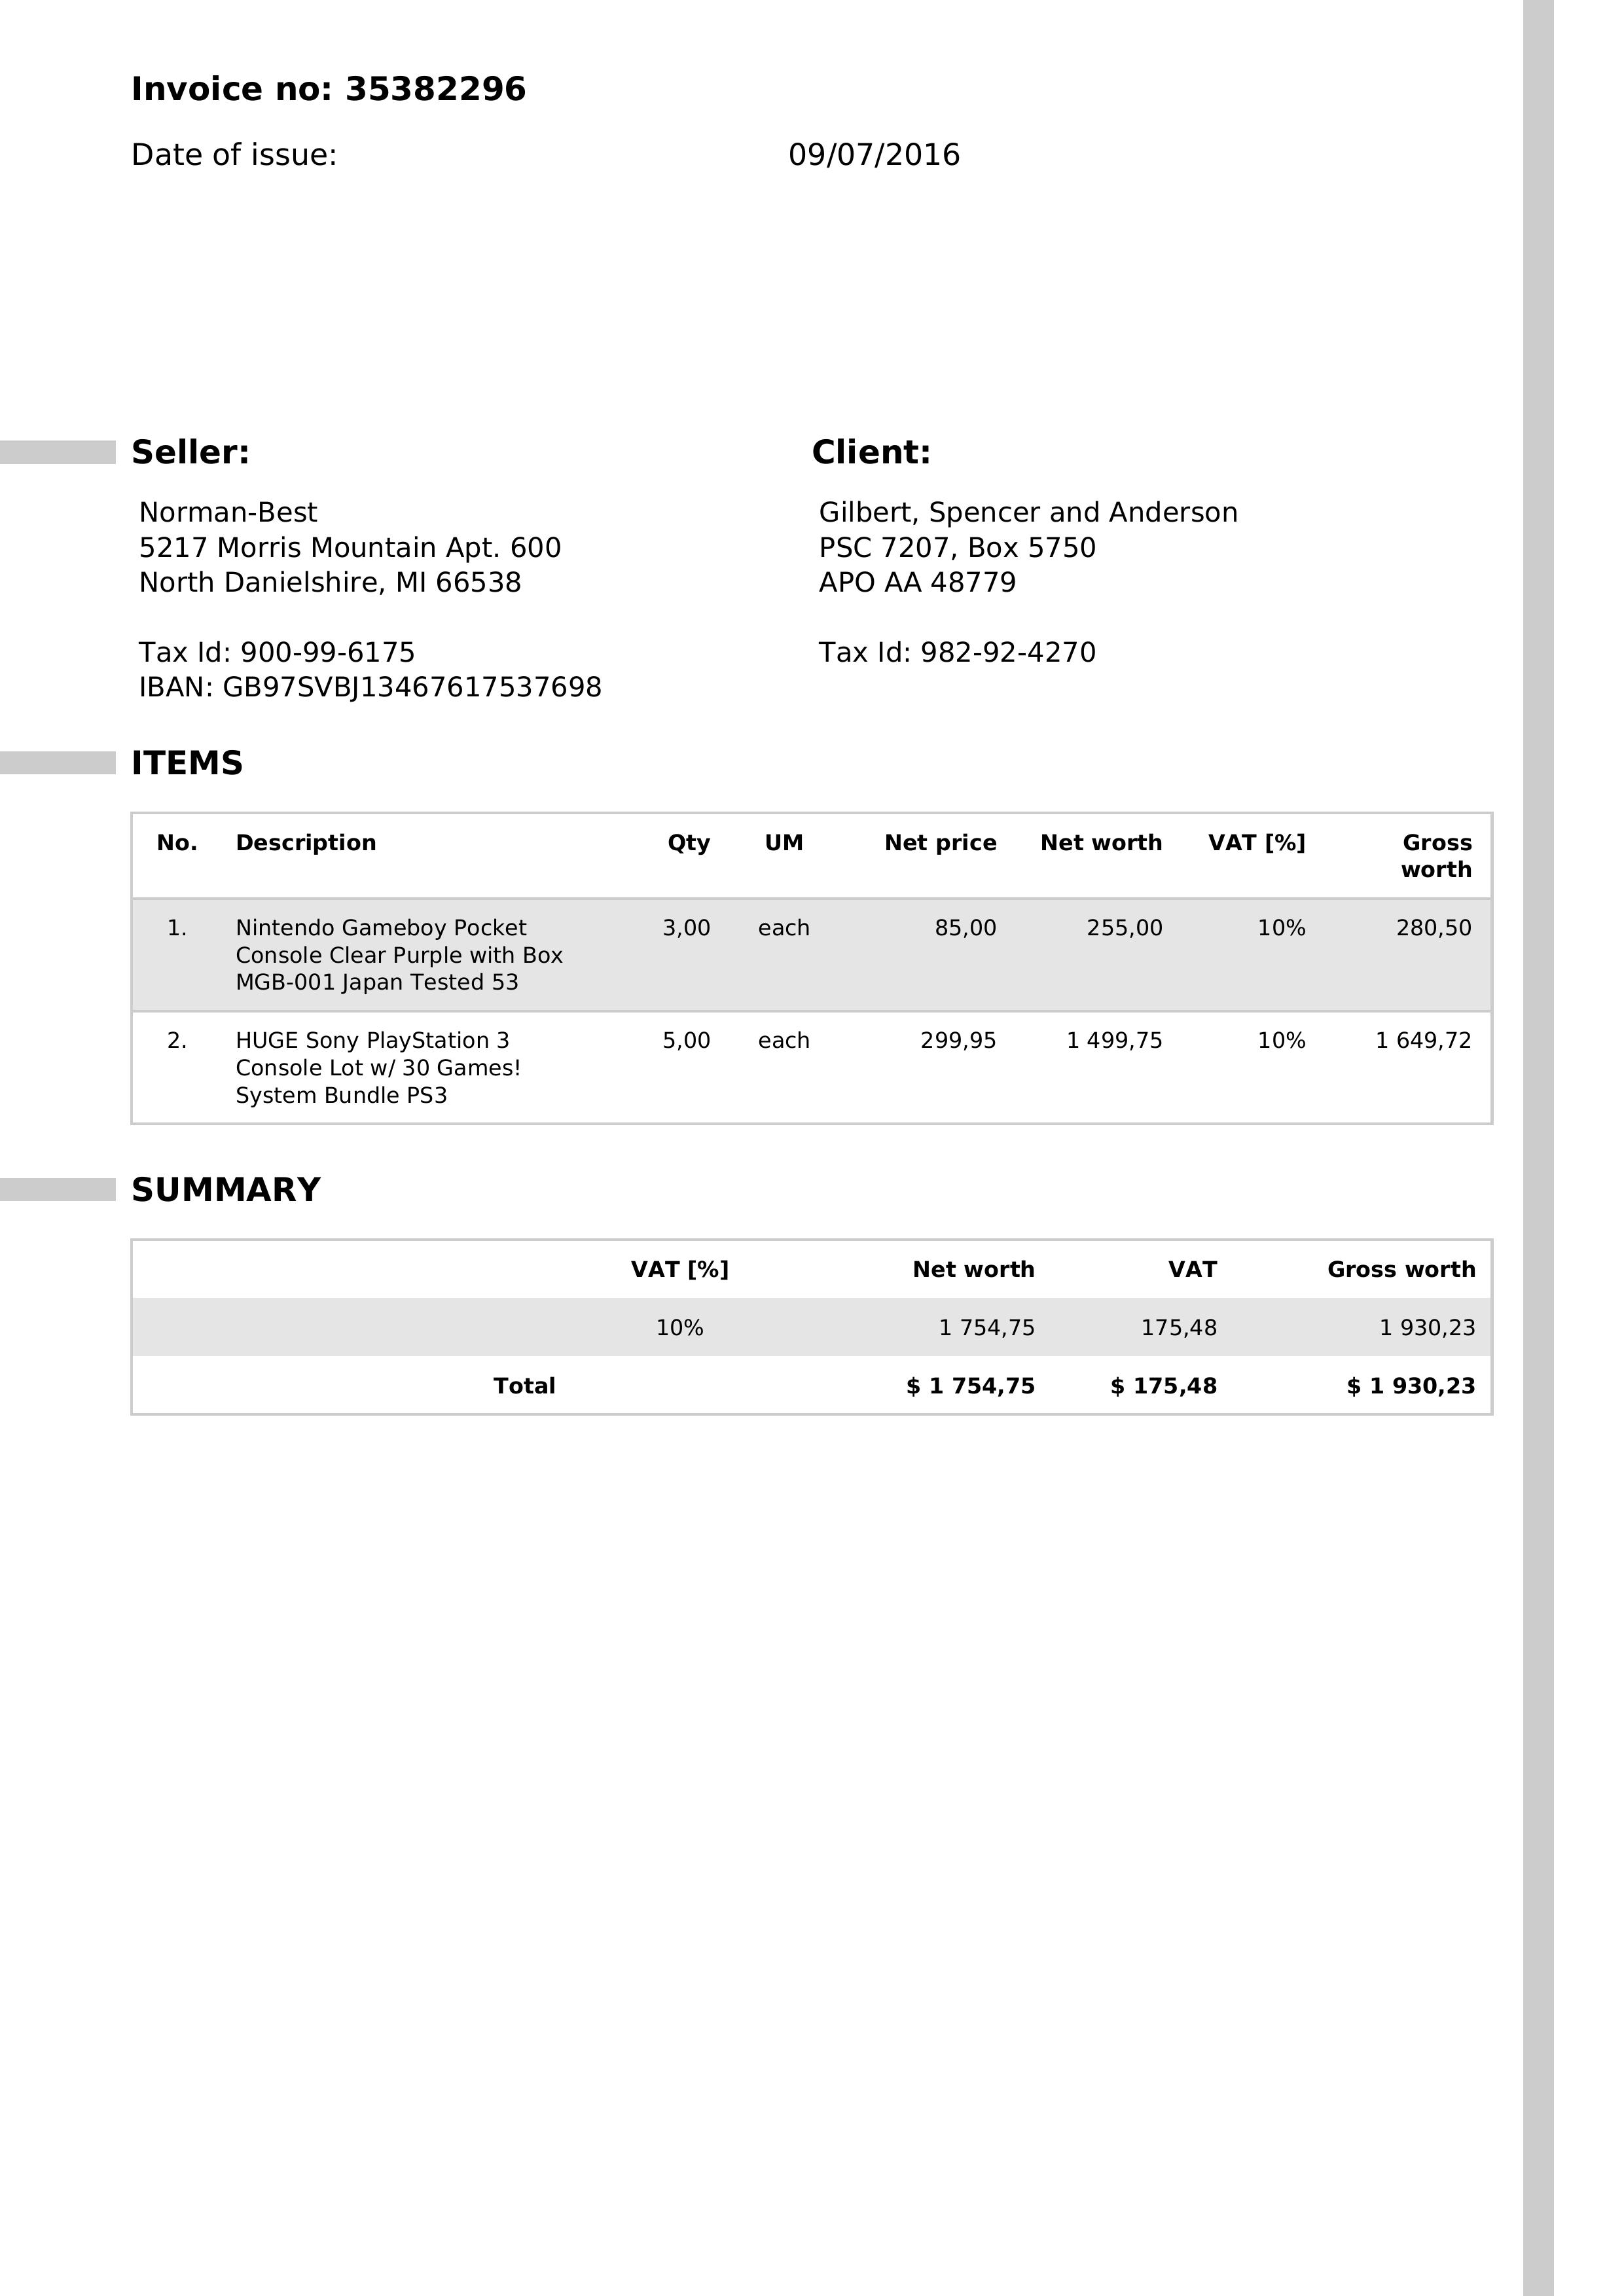 Invoice no: 35382296
Date of issue: 09/07/2016
Seller:
Norman-Best
5217 Morris Mountain Apt. 600
North Danielshire, MI 66538
Tax Id: 900-99-6175
IBAN: GB97SVBJ13467617537698
Client:
Gilbert, Spencer and Anderson
PSC 7207, Box 5750
APO AA 48779
Tax Id: 982-92-4270
ITEMS
No. Description Qty UM Net price Net worth VAT [%] Gross
worth
1. Nintendo Gameboy Pocket 3,00 each 85,00 255,00 10% 280,50
Console Clear Purple with Box
MGB-001 Japan Tested 53
2. HUGE Sony PlayStation 3 5,00 each 299,95 1 499,75 10% 1 649,72
Console Lot w/ 30 Games!
System Bundle PS3
SUMMARY
VAT [%] Net worth VAT Gross worth
10% 1 754,75 175,48 1 930,23
Total $ 1 754,75 $ 175,48 $ 1 930,23